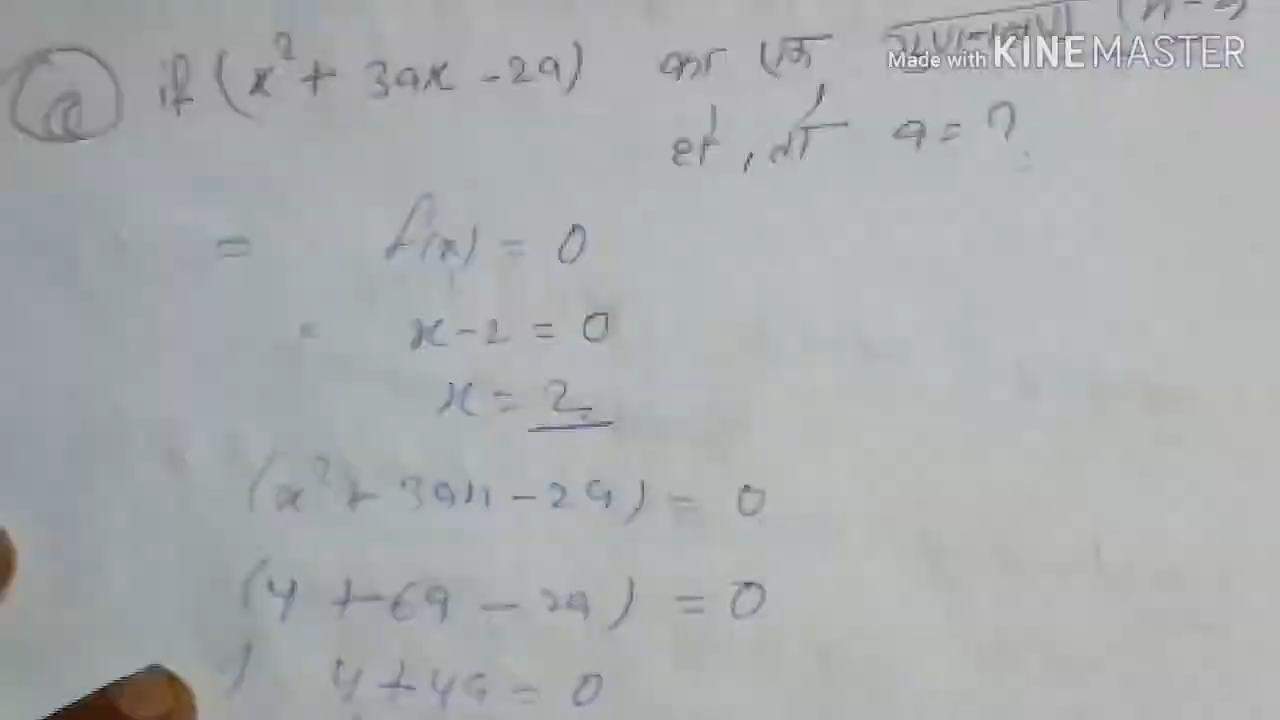 Q if (x² + 3ax - 2a) का एक (x-2)
Made with KINEMASTER
है, तो a = ?
= f(x) = 0
= x - 2 = 0
x = 2
(x² + 3ax - 2a) = 0
(4 + 6a - 2a) = 0
4 + 4a = 0